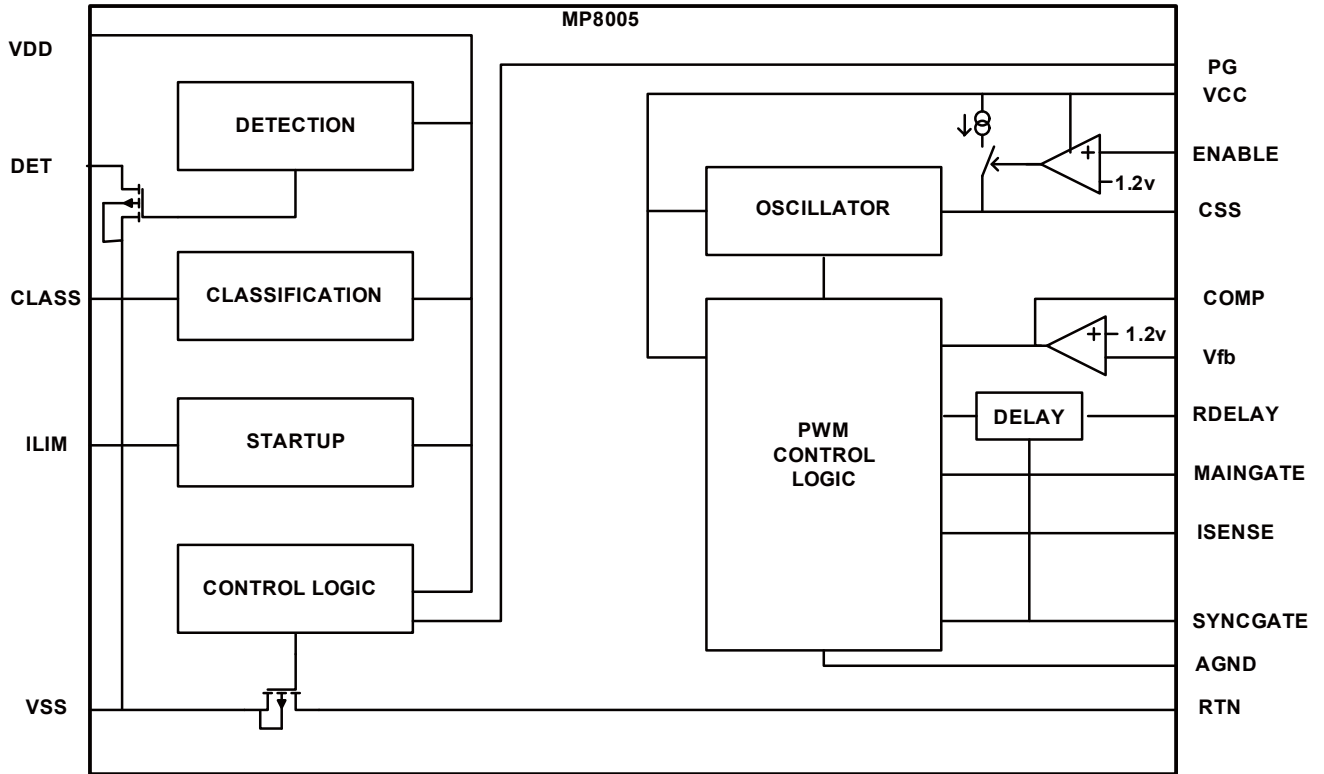 MP8005
VDD
DET
CLASS
ILIM
VSS
DETECTION
CLASSIFICATION
STARTUP
CONTROL LOGIC
OSCILLATOR
PWM
CONTROL
LOGIC
DELAY
+
1.2v
+
1.2v
PG
VCC
ENABLE
CSS
COMP
Vfb
RDELAY
MAINGATE
ISENSE
SYNCGATE
AGND
RTN